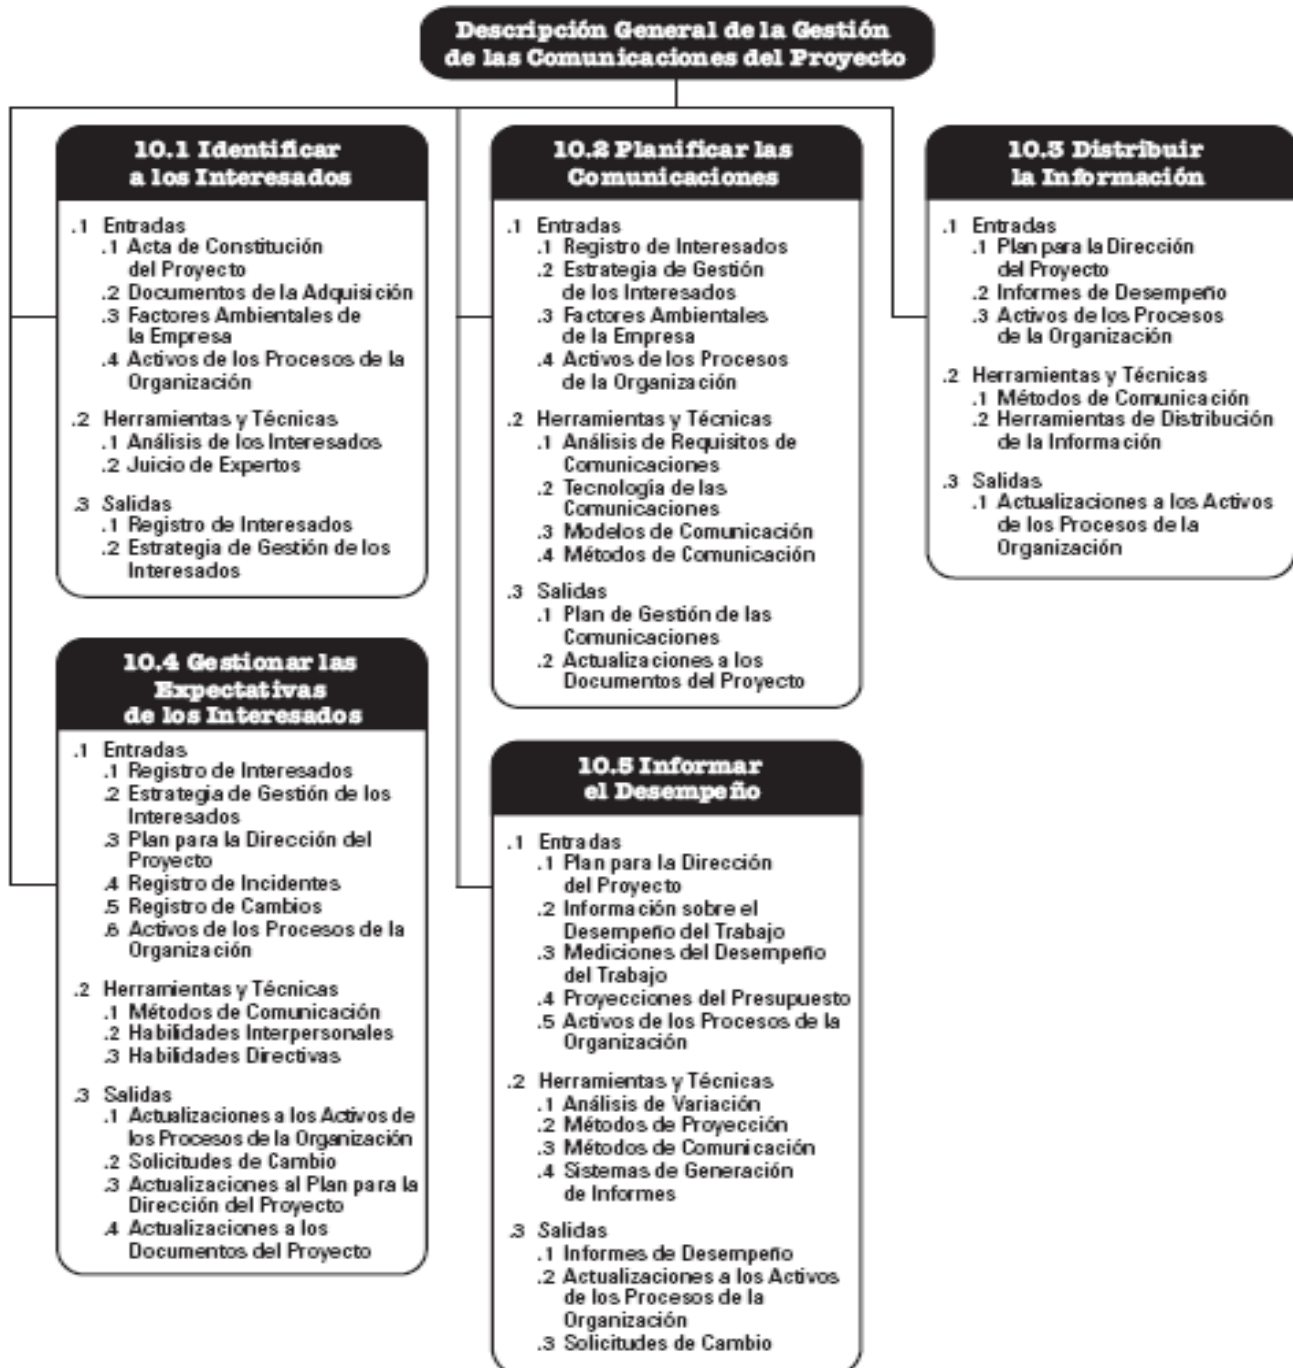 Descripción General de la Gestión
de las Comunicaciones del Proyecto
10.1 Identificar
a los Interesados
.1 Entradas
.1 Acta de Constitución
del Proyecto
.2 Documentos de la Adquisición
.3 Factores Ambientales de
la Empresa
.4 Activos de los Procesos de la
Organización
.2 Herramientas y Técnicas
.1 Análisis de los Interesados
.2 Juicio de Expertos
.3 Salidas
.1 Registro de Interesados
.2 Estrategia de Gestión de los
Interesados
10.2 Planificar las
Comunicaciones
.1 Entradas
.1 Registro de Interesados
.2 Estrategia de Gestión
de los Interesados
.3 Factores Ambientales
de la Empresa
.4 Activos de los Procesos
de la Organización
.2 Herramientas y Técnicas
.1 Análisis de Requisitos de
Comunicaciones
.2 Tecnología de las
Comunicaciones
.3 Modelos de Comunicación
.4 Métodos de Comunicación
.3 Salidas
.1 Plan de Gestión de las
Comunicaciones
.2 Actualizaciones a los
Documentos del Proyecto
10.3 Distribuir
la Información
.1 Entradas
.1 Plan para la Dirección
del Proyecto
.2 Informes de Desempeño
.3 Activos de los Procesos
de la Organización
.2 Herramientas y Técnicas
.1 Métodos de Comunicación
.2 Herramientas de Distribución
de la Información
.3 Salidas
.1 Actualizaciones a los Activos
de los Procesos de la
Organización
10.4 Gestionar las
Expectativas
de los Interesados
.1 Entradas
.1 Registro de Interesados
.2 Estrategia de Gestión de los
Interesados
.3 Plan para la Dirección del
Proyecto
.4 Registro de Incidentes
.5 Registro de Cambios
.6 Activos de los Procesos de la
Organización
.2 Herramientas y Técnicas
.1 Métodos de Comunicación
.2 Habilidades Interpersonales
.3 Habilidades Directivas
.3 Salidas
.1 Actualizaciones a los Activos de
los Procesos de la Organización
.2 Solicitudes de Cambio
.3 Actualizaciones al Plan para la
Dirección del Proyecto
.4 Actualizaciones a los
Documentos del Proyecto
10.5 Informar
el Desempeño
.1 Entradas
.1 Plan para la Dirección
del Proyecto
.2 Información sobre el
Desempeño del Trabajo
.3 Mediciones del Desempeño
del Trabajo
.4 Proyecciones del Presupuesto
.5 Activos de los Procesos de la
Organización
.2 Herramientas y Técnicas
.1 Análisis de Variación
.2 Métodos de Proyección
.3 Métodos de Comunicación
.4 Sistemas de Generación
de Informes
.3 Salidas
.1 Informes de Desempeño
.2 Actualizaciones a los Activos
de los Procesos de la
Organización
.3 Solicitudes de Cambio